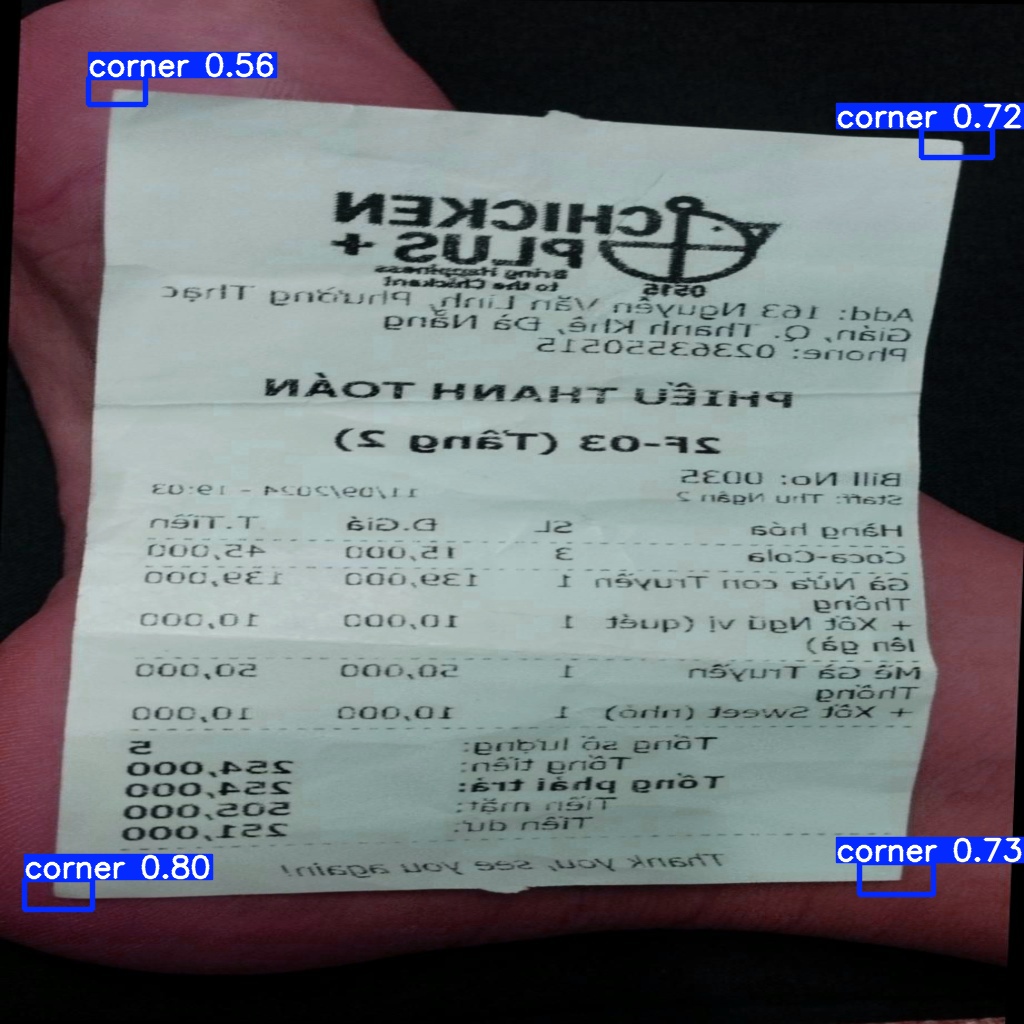 corner 0.56
corner 0.72
CHICKEN
PLUS +
Bring Happiness
to the Chickent
0515
Add: 163 Nguyễn Văn Linh, Phường Thạc
Gián, Q. Thanh Khê, Đà Nẵng
Phone: 02363550515
PHIẾU THANH TOÁN
2F-03 (Tầng 2)
Bill No: 0035
Staff: Thu Ngân 2 11/09/2024 - 19:03
Hàng hóa SL Đ.Giá T.Tiền
Coca-Cola 3 15,000 45,000
Gà Nửa con Truyền 1 139,000 139,000
Thống
+ Xốt Ngũ vị (quét 1 10,000 10,000
lên gà)
Mẻ Gà Truyền 1 50,000 50,000
Thống
+ Xốt Sweet (nhỏ) 1 10,000 10,000
Tổng số lượng: 5
Tổng tiền: 254,000
Tổng phải trả: 254,000
Tiền mặt: 505,000
Tiền dư: 251,000
Thank you, see you again!
corner 0.80
corner 0.73